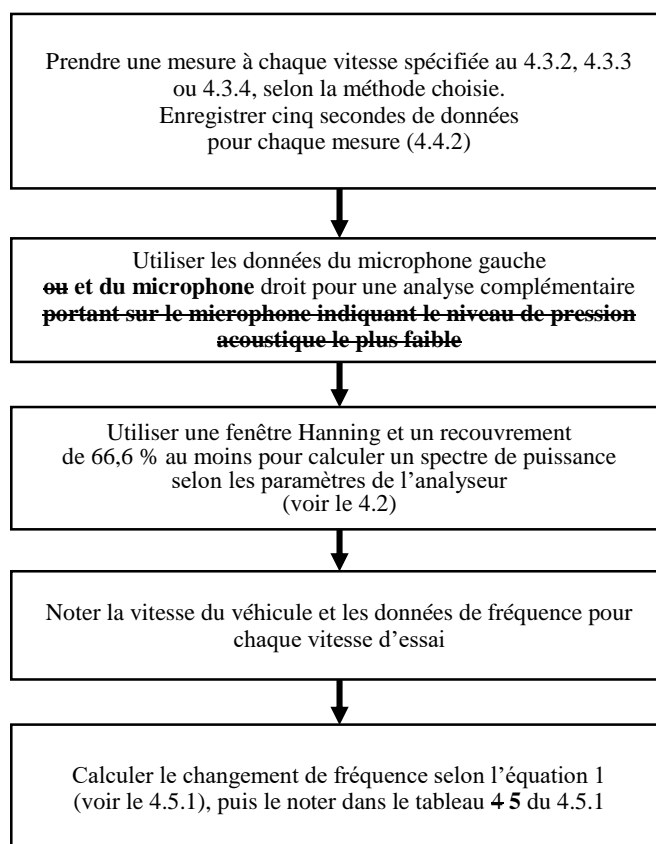 Prendre une mesure à chaque vitesse spécifiée au 4.3.2, 4.3.3
ou 4.3.4, selon la méthode choisie.
Enregistrer cinq secondes de données
pour chaque mesure (4.4.2)
Utiliser les données du microphone gauche
ou et du microphone droit pour une analyse complémentaire
portant sur le microphone indiquant le niveau de pression
acoustique le plus faible
Utiliser une fenêtre Hanning et un recouvrement
de 66,6 % au moins pour calculer un spectre de puissance
selon les paramètres de l’analyseur
(voir le 4.2)
Noter la vitesse du véhicule et les données de fréquence pour
chaque vitesse d’essai
Calculer le changement de fréquence selon l’équation 1
(voir le 4.5.1), puis le noter dans le tableau 4 5 du 4.5.1